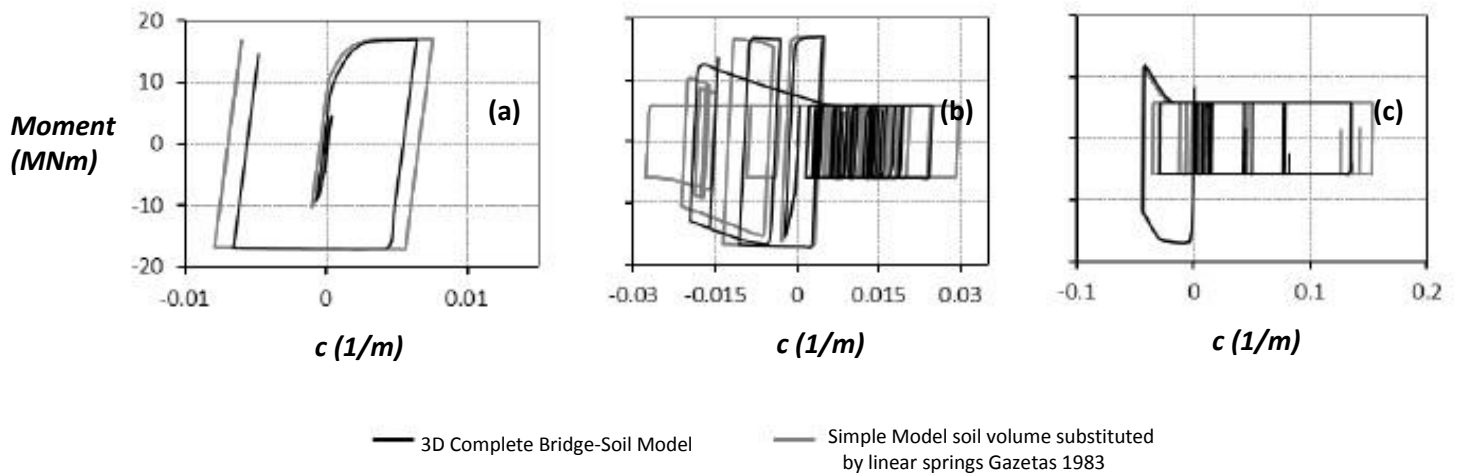 20
10
0
-10
-20
Moment
(MNm)
(a)
(b)
(c)
-0.01
0
0.01
-0.03
-0.015
0
0.015
0.03
-0.1
0
0.1
0.2
c (1/m)
c (1/m)
c (1/m)
3D Complete Bridge-Soil Model
Simple Model soil volume substituted
by linear springs Gazetas 1983